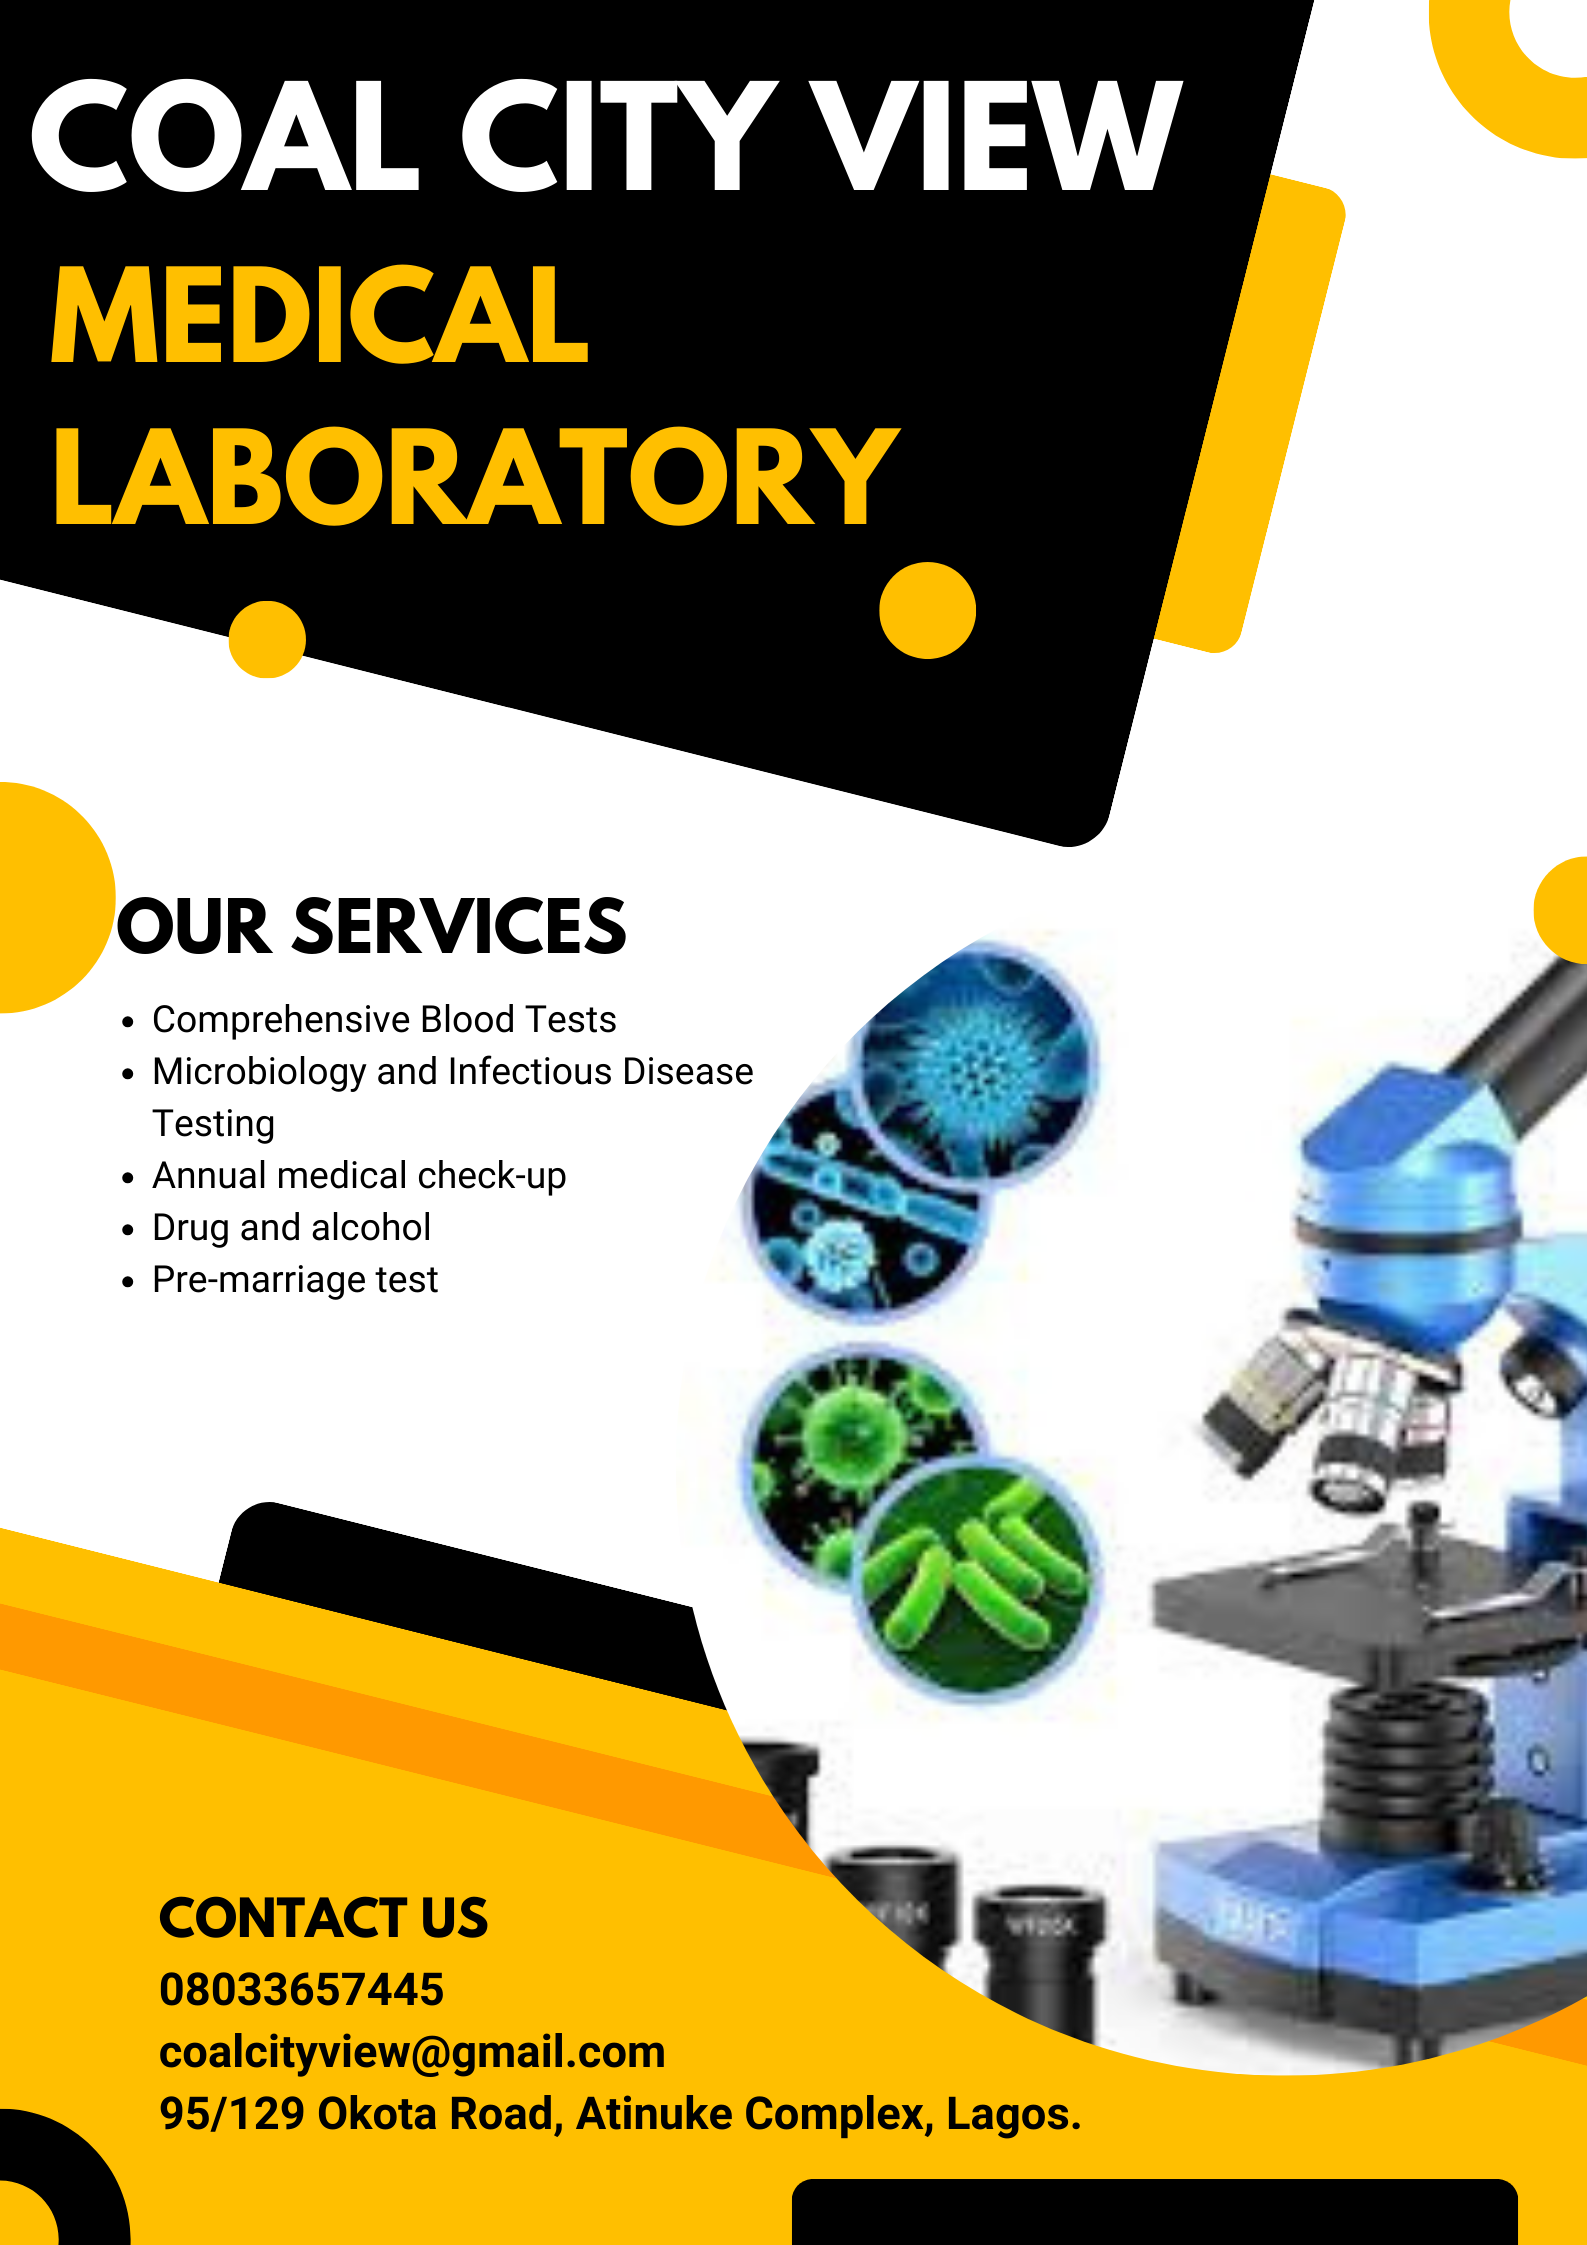 COAL CITY VIEW
MEDICAL
LABORATORY
OUR SERVICES
• Comprehensive Blood Tests
• Microbiology and Infectious Disease
Testing
• Annual medical check-up
• Drug and alcohol
• Pre-marriage test
CONTACT US
08033657445
coalcityview@gmail.com
95/129 Okota Road, Atinuke Complex, Lagos.